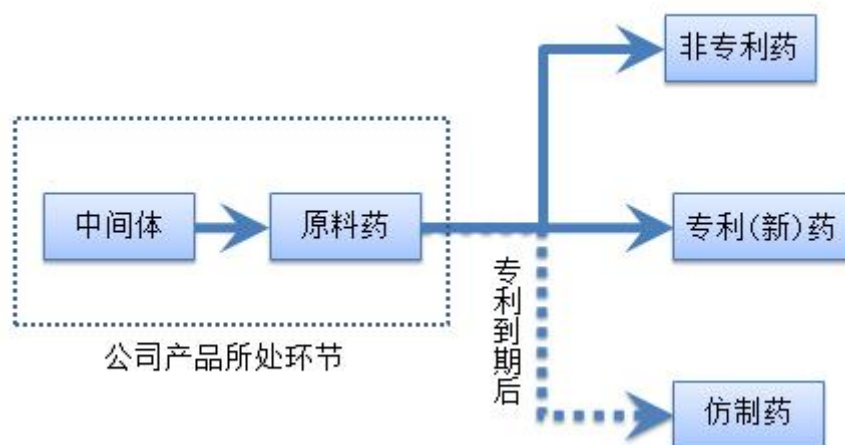 非专利药
中间体
原料药
专利(新)药
专利到期后
公司产品所处环节
仿制药